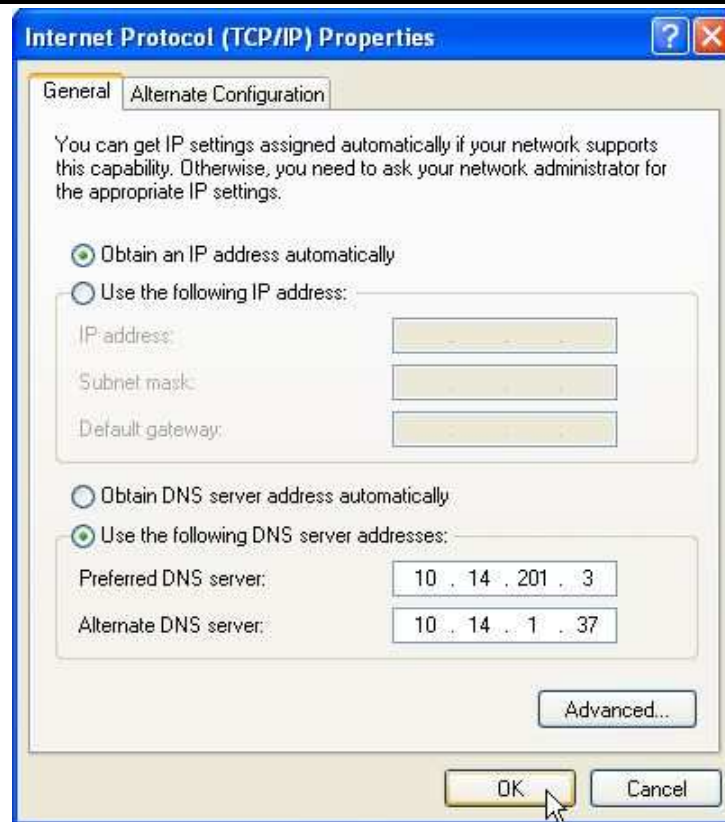 Internet Protocol (TCP/IP) Properties
General
Alternate Configuration
You can get IP settings assigned automatically if your network supports
this capability. Otherwise, you need to ask your network administrator for
the appropriate IP settings.
Obtain an IP address automatically
Use the following IP address:
IP address:
Subnet mask:
Default gateway:
Obtain DNS server address automatically
Use the following DNS server addresses:
Preferred DNS server: 10 . 14 . 201 . 3
Alternate DNS server: 10 . 14 . 1 . 37
Advanced...
OK
Cancel